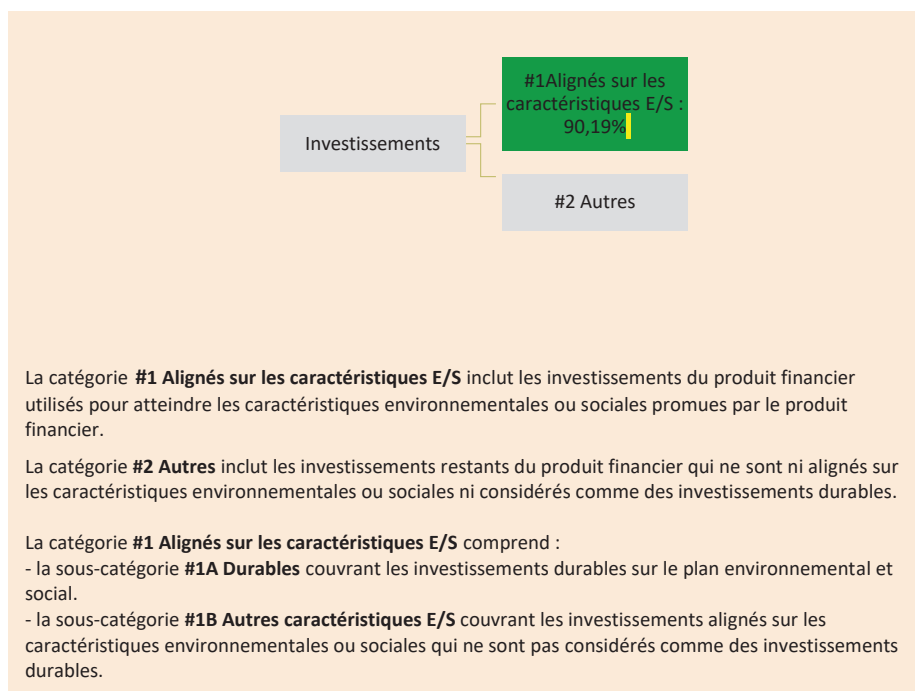 #1Alignés sur les
caractéristiques E/S :
90,19%
Investissements
#2 Autres
La catégorie #1 Alignés sur les caractéristiques E/S inclut les investissements du produit financier
utilisés pour atteindre les caractéristiques environnementales ou sociales promues par le produit
financier.
La catégorie #2 Autres inclut les investissements restants du produit financier qui ne sont ni alignés sur
les caractéristiques environnementales ou sociales ni considérés comme des investissements durables.
La catégorie #1 Alignés sur les caractéristiques E/S comprend :
- la sous-catégorie #1A Durables couvrant les investissements durables sur le plan environnemental et
social.
- la sous-catégorie #1B Autres caractéristiques E/S couvrant les investissements alignés sur les
caractéristiques environnementales ou sociales qui ne sont pas considérés comme des investissements
durables.